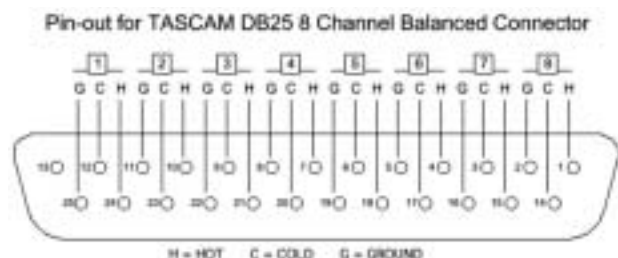 Pin-out for TASCAM DB25 8 Channel Balanced Connector
1 2 3 4 5 6 7 8
G C H G C H G C H G C H G C H G C H G C H G C H
13 12 11 10 9 8 7 6 5 4 3 2 1
25 24 23 22 21 20 19 18 17 16 15 14
H = HOT C = COLD G = GROUND